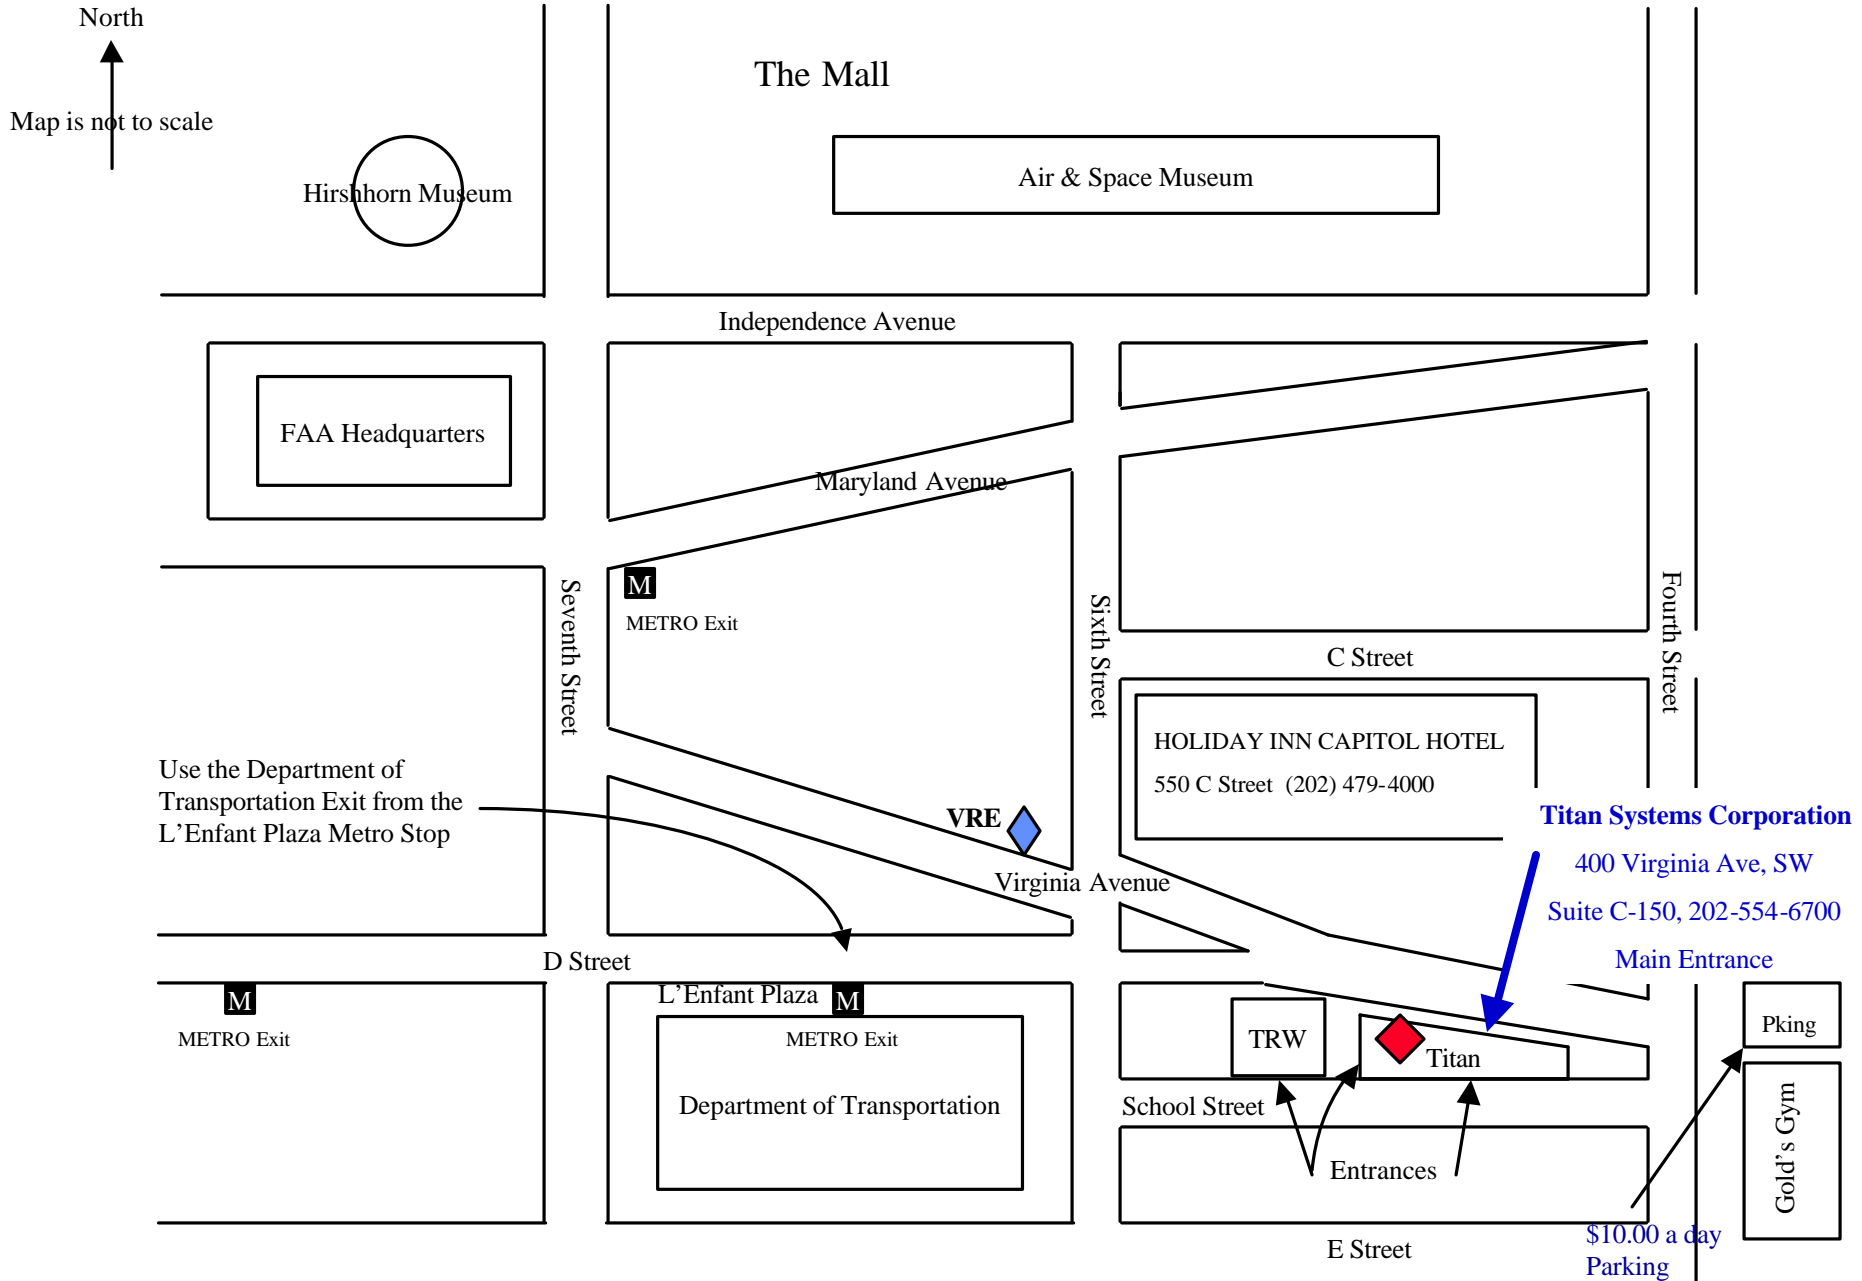 North
The Mall
Map is not to scale
Hirshhorn Museum
Air & Space Museum
Independence Avenue
FAA Headquarters
Maryland Avenue
M
METRO Exit
Seventh Street
Sixth Street
Fourth Street
C Street
HOLIDAY INN CAPITOL HOTEL
550 C Street (202) 479-4000
Use the Department of
Transportation Exit from the
L’Enfant Plaza Metro Stop
VRE
Virginia Avenue
Titan Systems Corporation
400 Virginia Ave, SW
Suite C-150, 202-554-6700
Main Entrance
D Street
M
METRO Exit
L’Enfant Plaza
M
METRO Exit
Department of Transportation
TRW
Titan
Pking
School Street
Entrances
Gold’s Gym
$10.00 a day
Parking
E Street